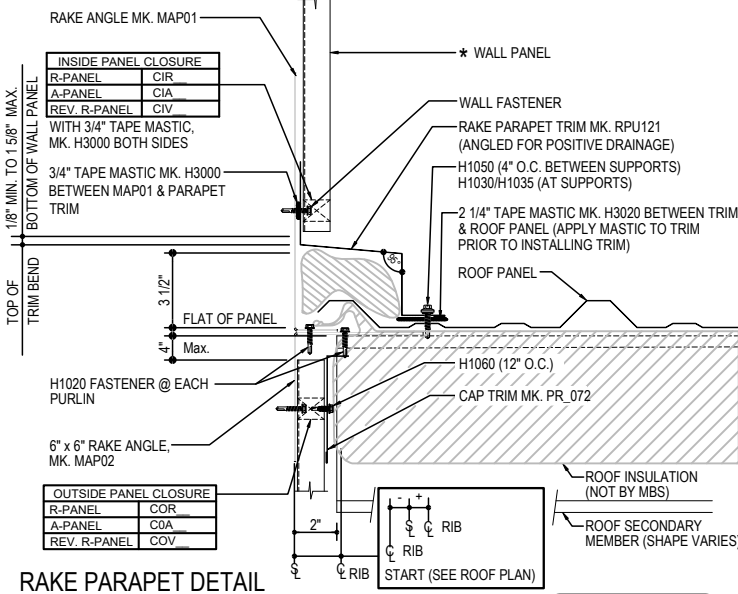 RAKE ANGLE MK. MAP01
* WALL PANEL
INSIDE PANEL CLOSURE
R-PANEL CIR__
A-PANEL CIA__
REV. R-PANEL CIV__
WITH 3/4" TAPE MASTIC,
MK. H3000 BOTH SIDES
3/4" TAPE MASTIC MK. H3000
BETWEEN MAP01 & PARAPET
TRIM
1/8" MIN. TO 1 5/8" MAX.
BOTTOM OF WALL PANEL
TOP OF
TRIM BEND
WALL FASTENER
RAKE PARAPET TRIM MK. RPU121
(ANGLED FOR POSITIVE DRAINAGE)
H1050 (4" O.C. BETWEEN SUPPORTS)
H1030/H1035 (AT SUPPORTS)
2 1/4" TAPE MASTIC MK. H3020 BETWEEN TRIM
& ROOF PANEL (APPLY MASTIC TO TRIM
PRIOR TO INSTALLING TRIM)
95°
ROOF PANEL
3 1/2"
FLAT OF PANEL
4" Max.
H1020 FASTENER @ EACH
PURLIN
H1060 (12" O.C.)
CAP TRIM MK. PR_072
6" x 6" RAKE ANGLE,
MK. MAP02
OUTSIDE PANEL CLOSURE
R-PANEL COR__
A-PANEL C0A__
REV. R-PANEL COV__
ROOF INSULATION
(NOT BY MBS)
ROOF SECONDARY
MEMBER (SHAPE VARIES)
2"
- +
S L C L RIB
C L RIB
START (SEE ROOF PLAN)
S L C L RIB
RAKE PARAPET DETAIL